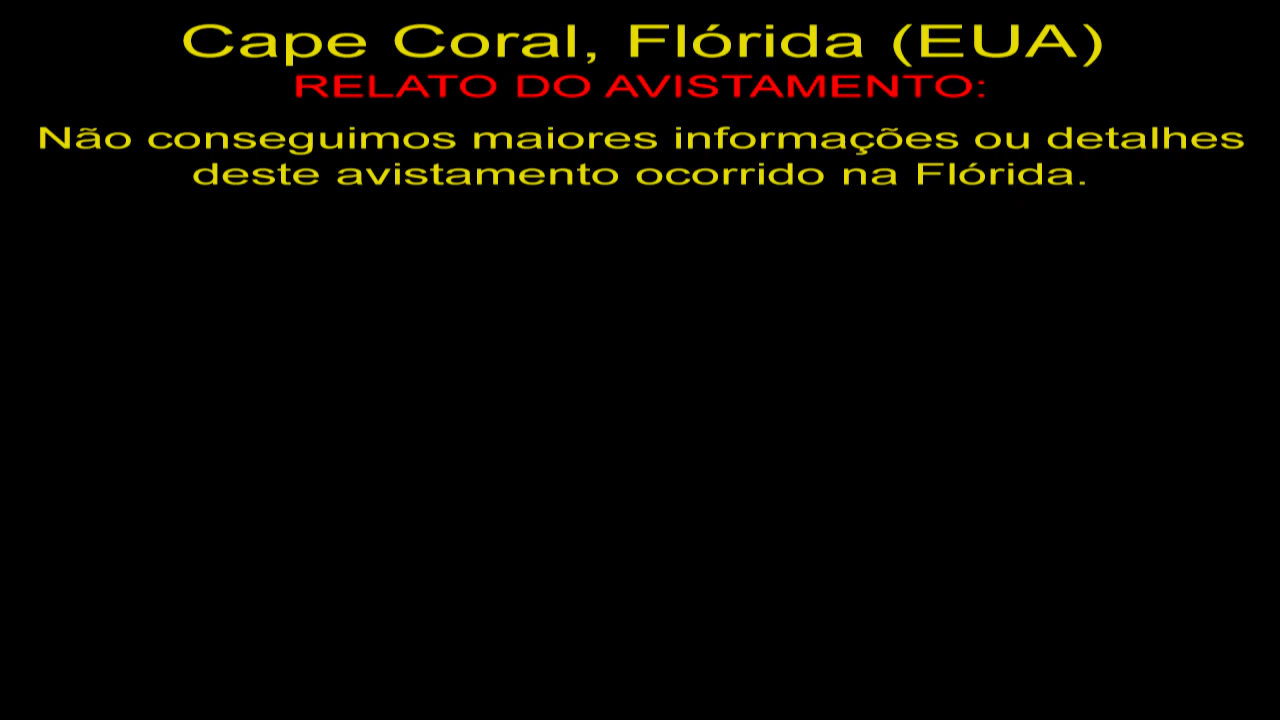 Cape Coral, Flórida (EUA)
RELATO DO AVISTAMENTO:
Não conseguimos maiores informações ou detalhes
deste avistamento ocorrido na Flórida.